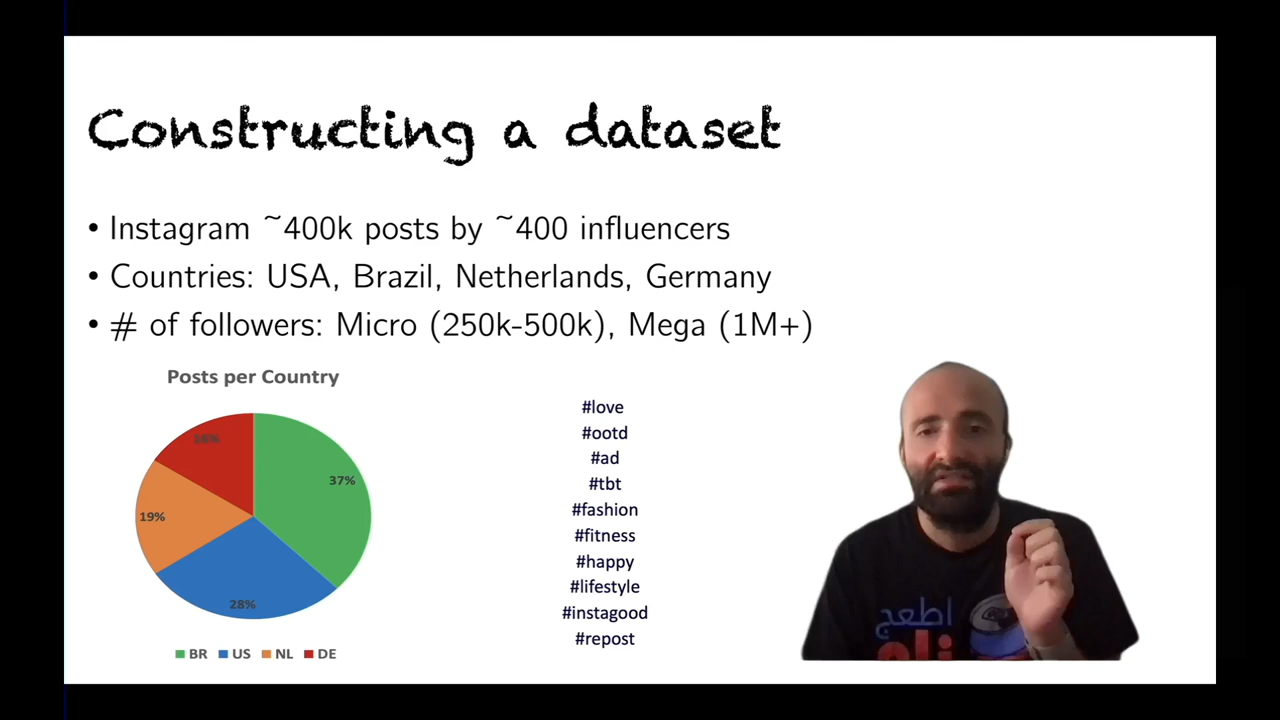 Constructing a dataset
• Instagram ~400k posts by ~400 influencers
• Countries: USA, Brazil, Netherlands, Germany
• # of followers: Micro (250k-500k), Mega (1M+)
Posts per Country
16%
37%
19%
28%
BR US NL DE
#love
#ootd
#ad
#tbt
#fashion
#fitness
#happy
#lifestyle
#instagood
#repost